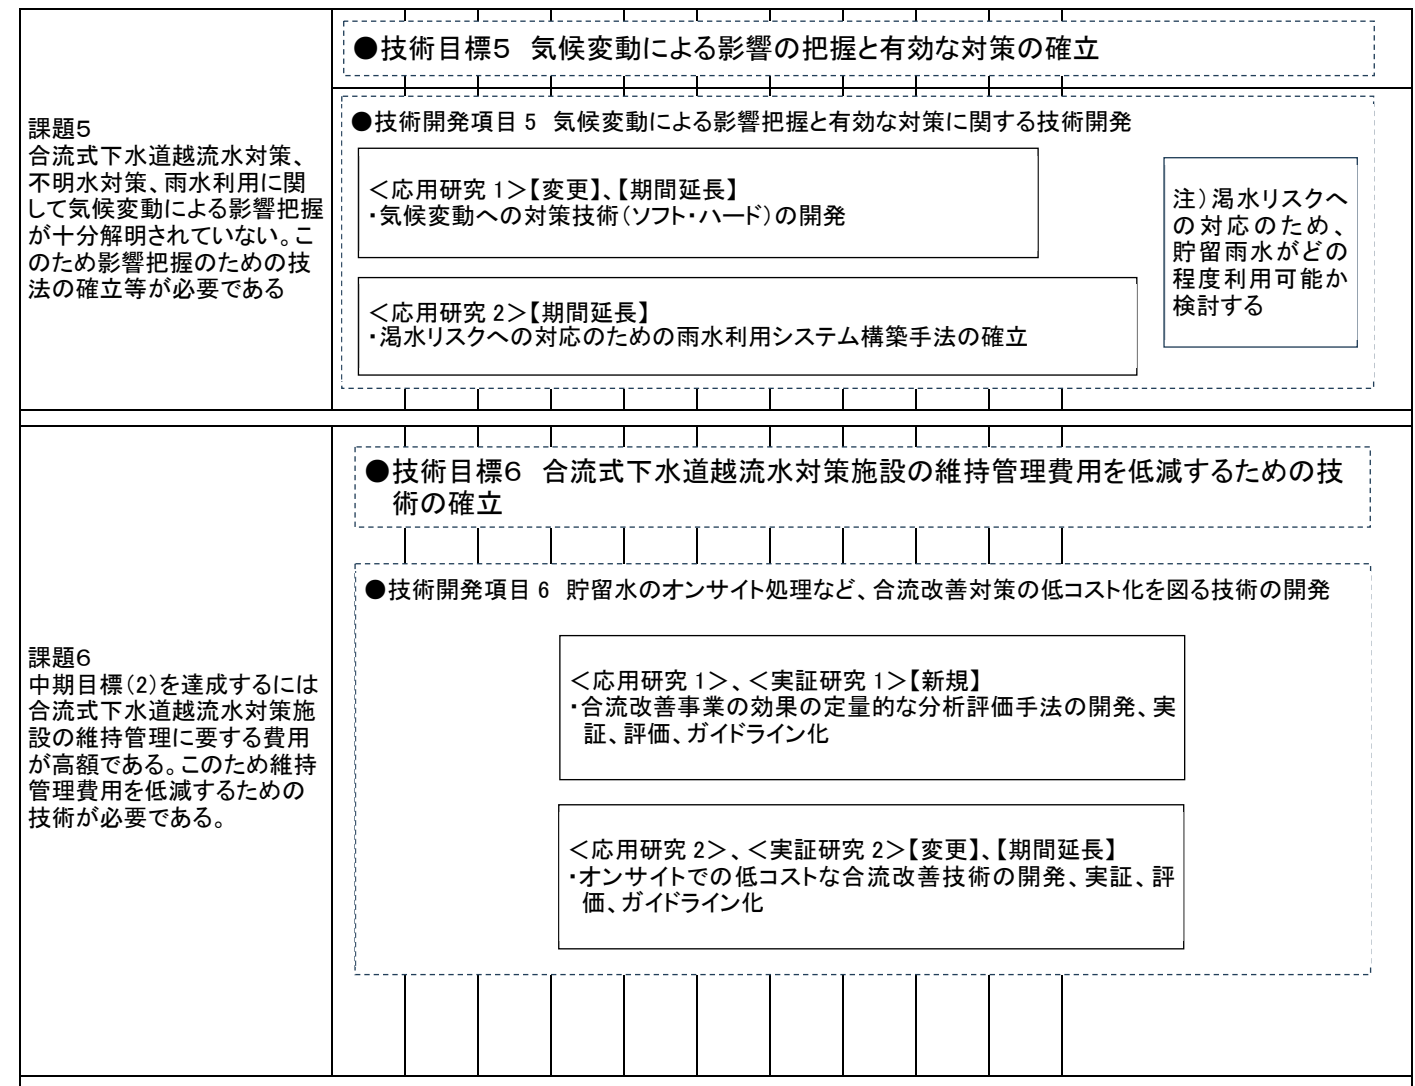 課題5
合流式下水道越流水対策、
不明水対策、雨水利用に関
して気候変動による影響把握
が十分解明されていない。こ
のため影響把握のための技
法の確立等が必要である
●技術目標5 気候変動による影響の把握と有効な対策の確立
●技術開発項目 5 気候変動による影響把握と有効な対策に関する技術開発
＜応用研究 1＞【変更】、【期間延長】
・気候変動への対策技術（ソフト・ハード）の開発
＜応用研究 2＞【期間延長】
・渇水リスクへの対応のための雨水利用システム構築手法の確立
注）渇水リスクへ
の対応のため、
貯留雨水がどの
程度利用可能か
検討する
課題6
中期目標（2）を達成するには
合流式下水道越流水対策施
設の維持管理に要する費用
が高額である。このため維持
管理費用を低減するための
技術が必要である。
●技術目標6 合流式下水道越流水対策施設の維持管理費用を低減するための技
術の確立
●技術開発項目 6 貯留水のオンサイト処理など、合流改善対策の低コスト化を図る技術の開発
＜応用研究 1＞、＜実証研究 1＞【新規】
・合流改善事業の効果の定量的な分析評価手法の開発、実
証、評価、ガイドライン化
＜応用研究 2＞、＜実証研究 2＞【変更】、【期間延長】
・オンサイトでの低コストな合流改善技術の開発、実証、評
価、ガイドライン化